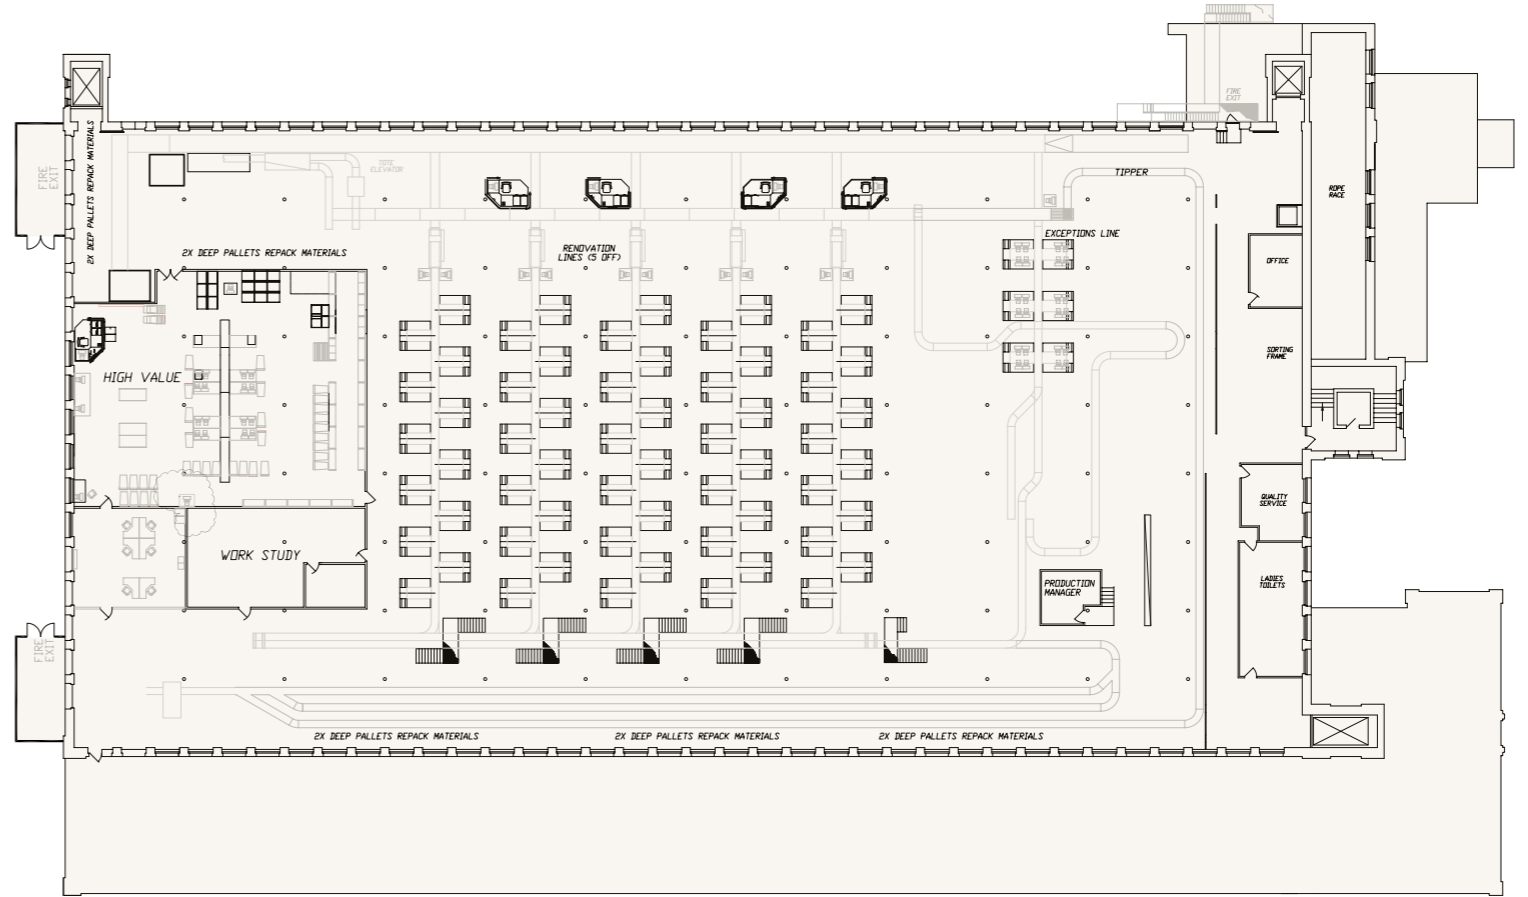 FIRE
EXIT
2X DEEP PALLETS REPACK MATERIALS
FIRE
EXIT
TOTE
ELEVATOR
TIPPER
ROPE
RACE
2X DEEP PALLETS REPACK MATERIALS
RENOVATION
LINES (5 OFF)
EXCEPTIONS LINE
OFFICE
SORTING
FRAME
HIGH VALUE
QUALITY
SERVICE
WORK STUDY
PRODUCTION
MANAGER
LADIES
TOILETS
FIRE
EXIT
2X DEEP PALLETS REPACK MATERIALS
2X DEEP PALLETS REPACK MATERIALS
2X DEEP PALLETS REPACK MATERIALS